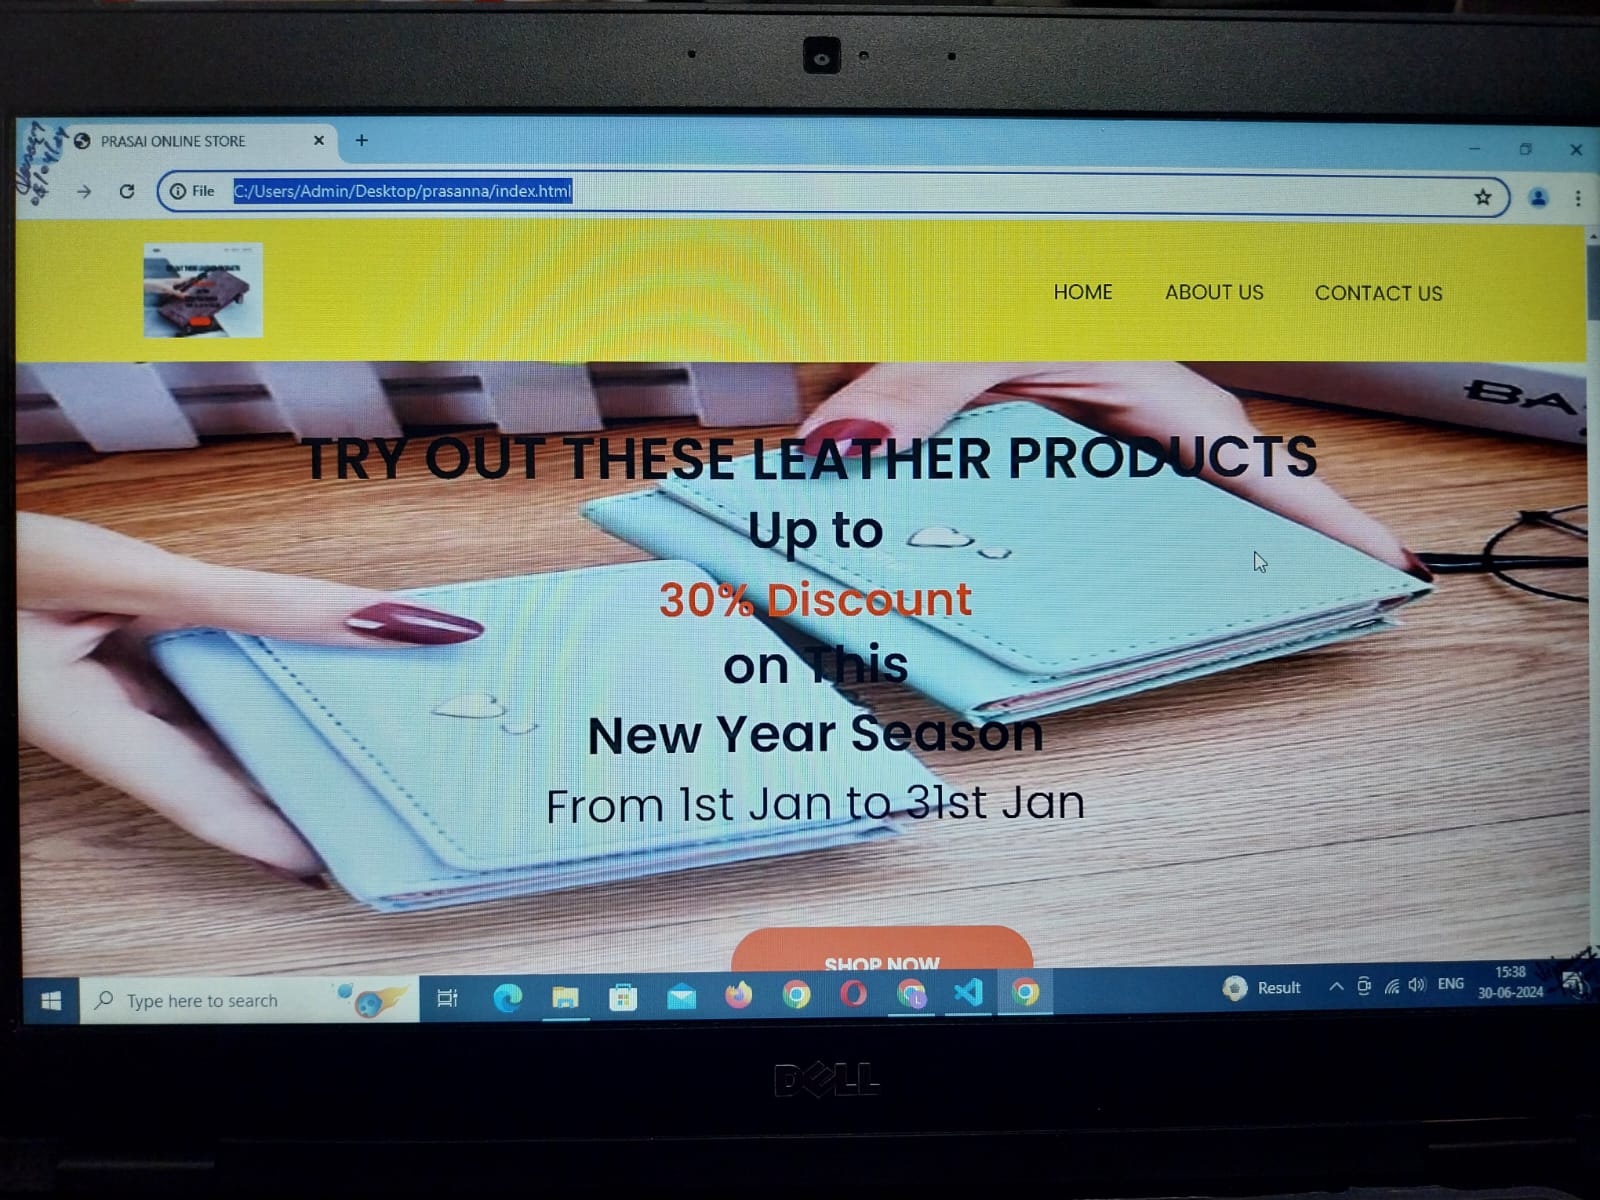 PRASAI ONLINE STORE
File C:/Users/Admin/Desktop/prasanna/index.html
HOME ABOUT US CONTACT US
BA
TRY OUT THESE LEATHER PRODUCTS
Up to
30% Discount
on This
New Year Season
From 1st Jan to 31st Jan
SHOP NOW
Type here to search
Result
ENG
15:38
30-06-2024
DELL